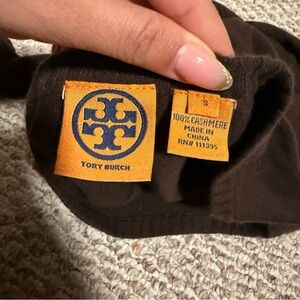 TORY BURCH
S
100% CASHMERE
MADE IN
CHINA
RN# 111395